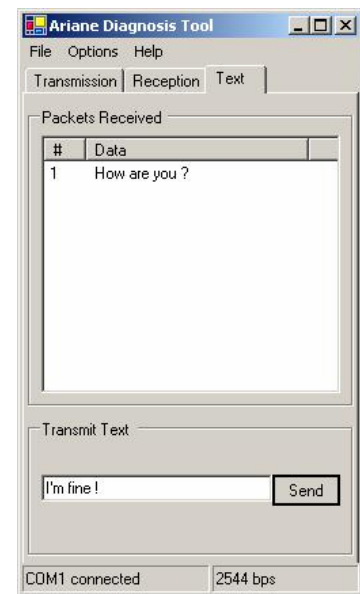 Ariane Diagnosis Tool
File Options Help
Transmission Reception Text
Packets Received
# Data
1 How are you ?
Transmit Text
I'm fine !
Send
COM1 connected 2544 bps